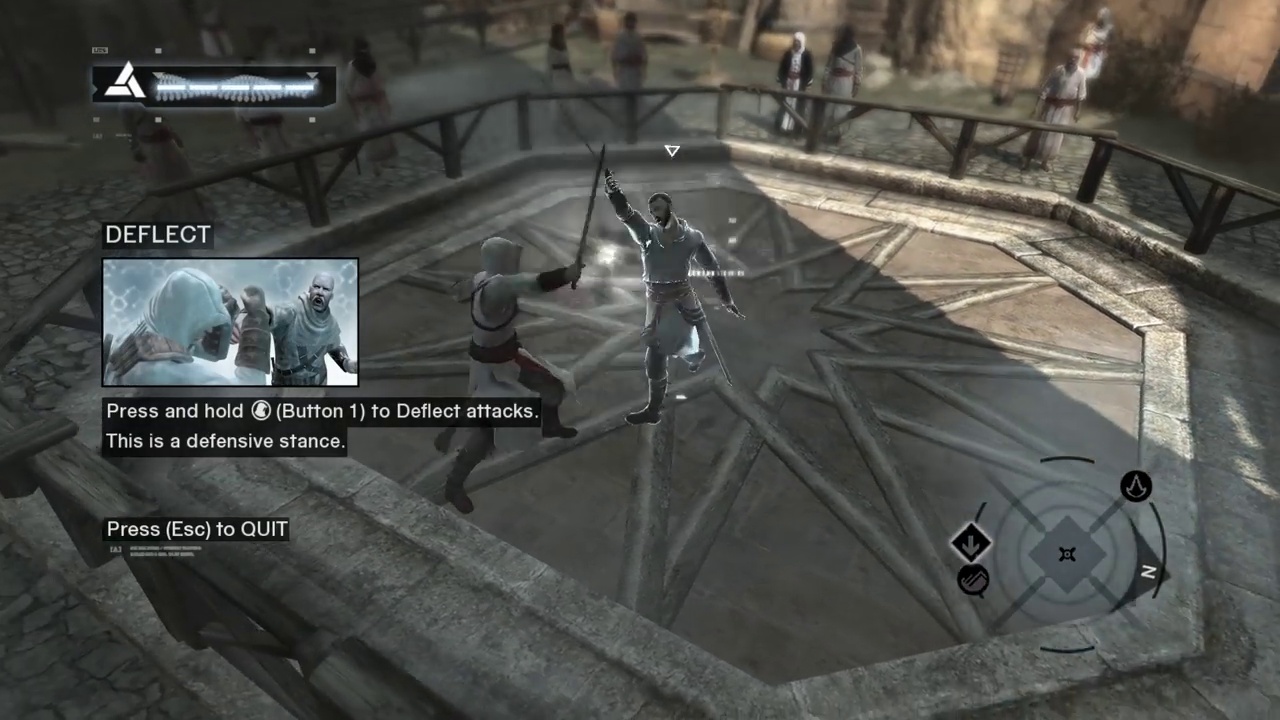 DEFLECT
Press and hold (Button 1) to Deflect attacks.
This is a defensive stance.
Press (Esc) to QUIT
N